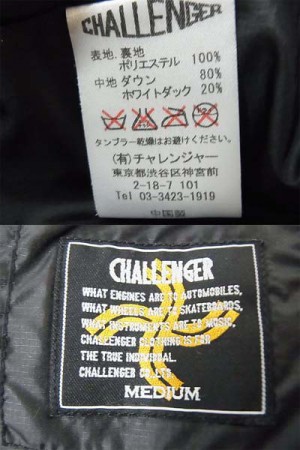 CHALLENGER
表地.裏地
ポリエステル 100%
中地 ダウン 80%
ホワイトダック 20%
タンブラー乾燥はお避けください。
(有)チャレンジャー
東京都渋谷区神宮前
2-18-7 101
Tel 03-3423-1919
中国製
CHALLENGER
WHAT ENGINES ARE TO AUTOMOBILES,
WHAT WHEELS ARE TO SKATEBOARDS,
WHAT INSTRUMENTS ARE TO MUSIC,
CHALLENGER CLOTHING IS FAR
THE TRUE INDIVIDUAL.
CHALLENGER CO.LTD.
MEDIUM